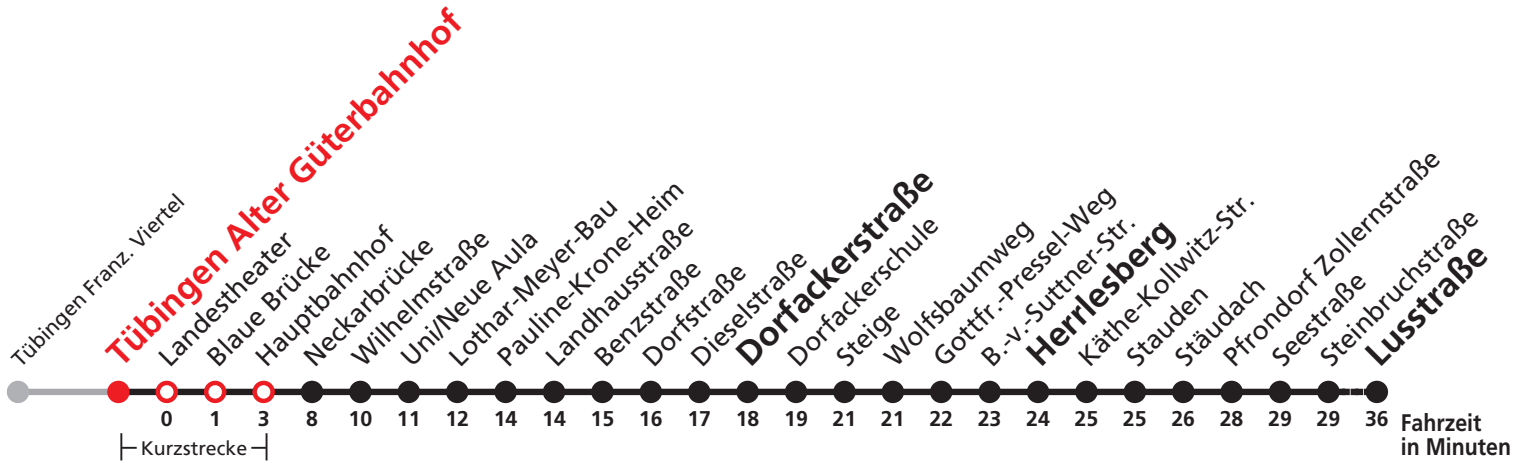 Tübingen Franz. Viertel
Tübingen Alter Güterbahnhof
Landestheater
Blaue Brücke
Hauptbahnhof
Neckarbrücke
Wilhelmstraße
Uni/Neue Aula
Lothar-Meyer-Bau
Pauline-Krone-Heim
Landhausstraße
Benzstraße
Dorfstraße
Dieselstraße
Dorfackerstraße
Dorfackerschule
Steige
Wolfsbaumweg
Gottfr.-Pressel-Weg
B.-v.-Suttner-Str.
Herrlesberg
Käthe-Kollwitz-Str.
Stauden
Stäudach
Pfrondorf Zollernstraße
Seestraße
Steinbruchstraße
Lusstraße
0 1 3 8 10 11 12 14 14 15 16 17 18 19 21 21 22 23 24 25 25 26 28 29 29 36
Fahrzeit
in Minuten
Kurzstrecke